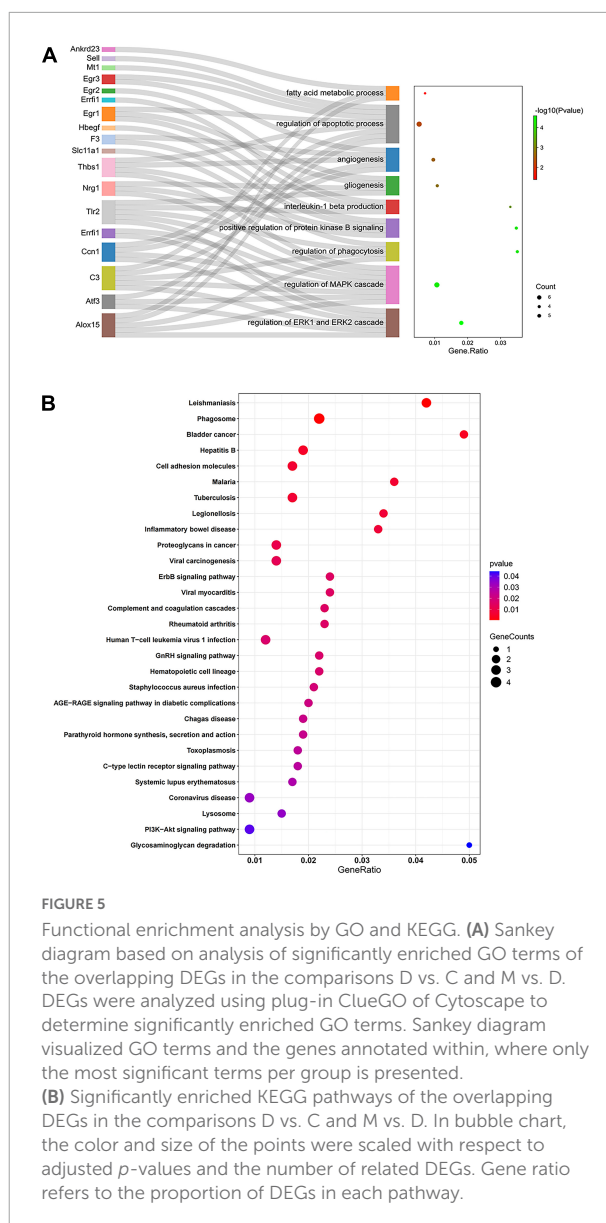 A
Ankrd23
Sell
Mt1
Egr3
Egr2
Errfi1
Egr1
Hbegf
F3
Slc11a1
Thbs1
Nrg1
Tlr2
Errfi1
Ccn1
C3
Atf3
Alox15
fatty acid metabolic process
regulation of apoptotic process
angiogenesis
gliogenesis
interleukin-1 beta production
positive regulation of protein kinase B signaling
regulation of phagocytosis
regulation of MAPK cascade
regulation of ERK1 and ERK2 cascade
0.01 0.02 0.03
Gene.Ratio
-log10(Pvalue)
4
3
2
Count
6
4
5
B
Leishmaniasis
Phagosome
Bladder cancer
Hepatitis B
Cell adhesion molecules
Malaria
Tuberculosis
Legionellosis
Inflammatory bowel disease
Proteoglycans in cancer
Viral carcinogenesis
ErbB signaling pathway
Viral myocarditis
Complement and coagulation cascades
Rheumatoid arthritis
Human T−cell leukemia virus 1 infection
GnRH signaling pathway
Hematopoietic cell lineage
Staphylococcus aureus infection
AGE−RAGE signaling pathway in diabetic complications
Chagas disease
Parathyroid hormone synthesis, secretion and action
Toxoplasmosis
C−type lectin receptor signaling pathway
Systemic lupus erythematosus
Coronavirus disease
Lysosome
PI3K−Akt signaling pathway
Glycosaminoglycan degradation
0.01 0.02 0.03 0.04 0.05
GeneRatio
pvalue
0.04
0.03
0.02
0.01
GeneCounts
1
2
3
4
FIGURE 5
Functional enrichment analysis by GO and KEGG. (A) Sankey
diagram based on analysis of significantly enriched GO terms of
the overlapping DEGs in the comparisons D vs. C and M vs. D.
DEGs were analyzed using plug-in ClueGO of Cytoscape to
determine significantly enriched GO terms. Sankey diagram
visualized GO terms and the genes annotated within, where only
the most significant terms per group is presented.
(B) Significantly enriched KEGG pathways of the overlapping
DEGs in the comparisons D vs. C and M vs. D. In bubble chart,
the color and size of the points were scaled with respect to
adjusted p-values and the number of related DEGs. Gene ratio
refers to the proportion of DEGs in each pathway.